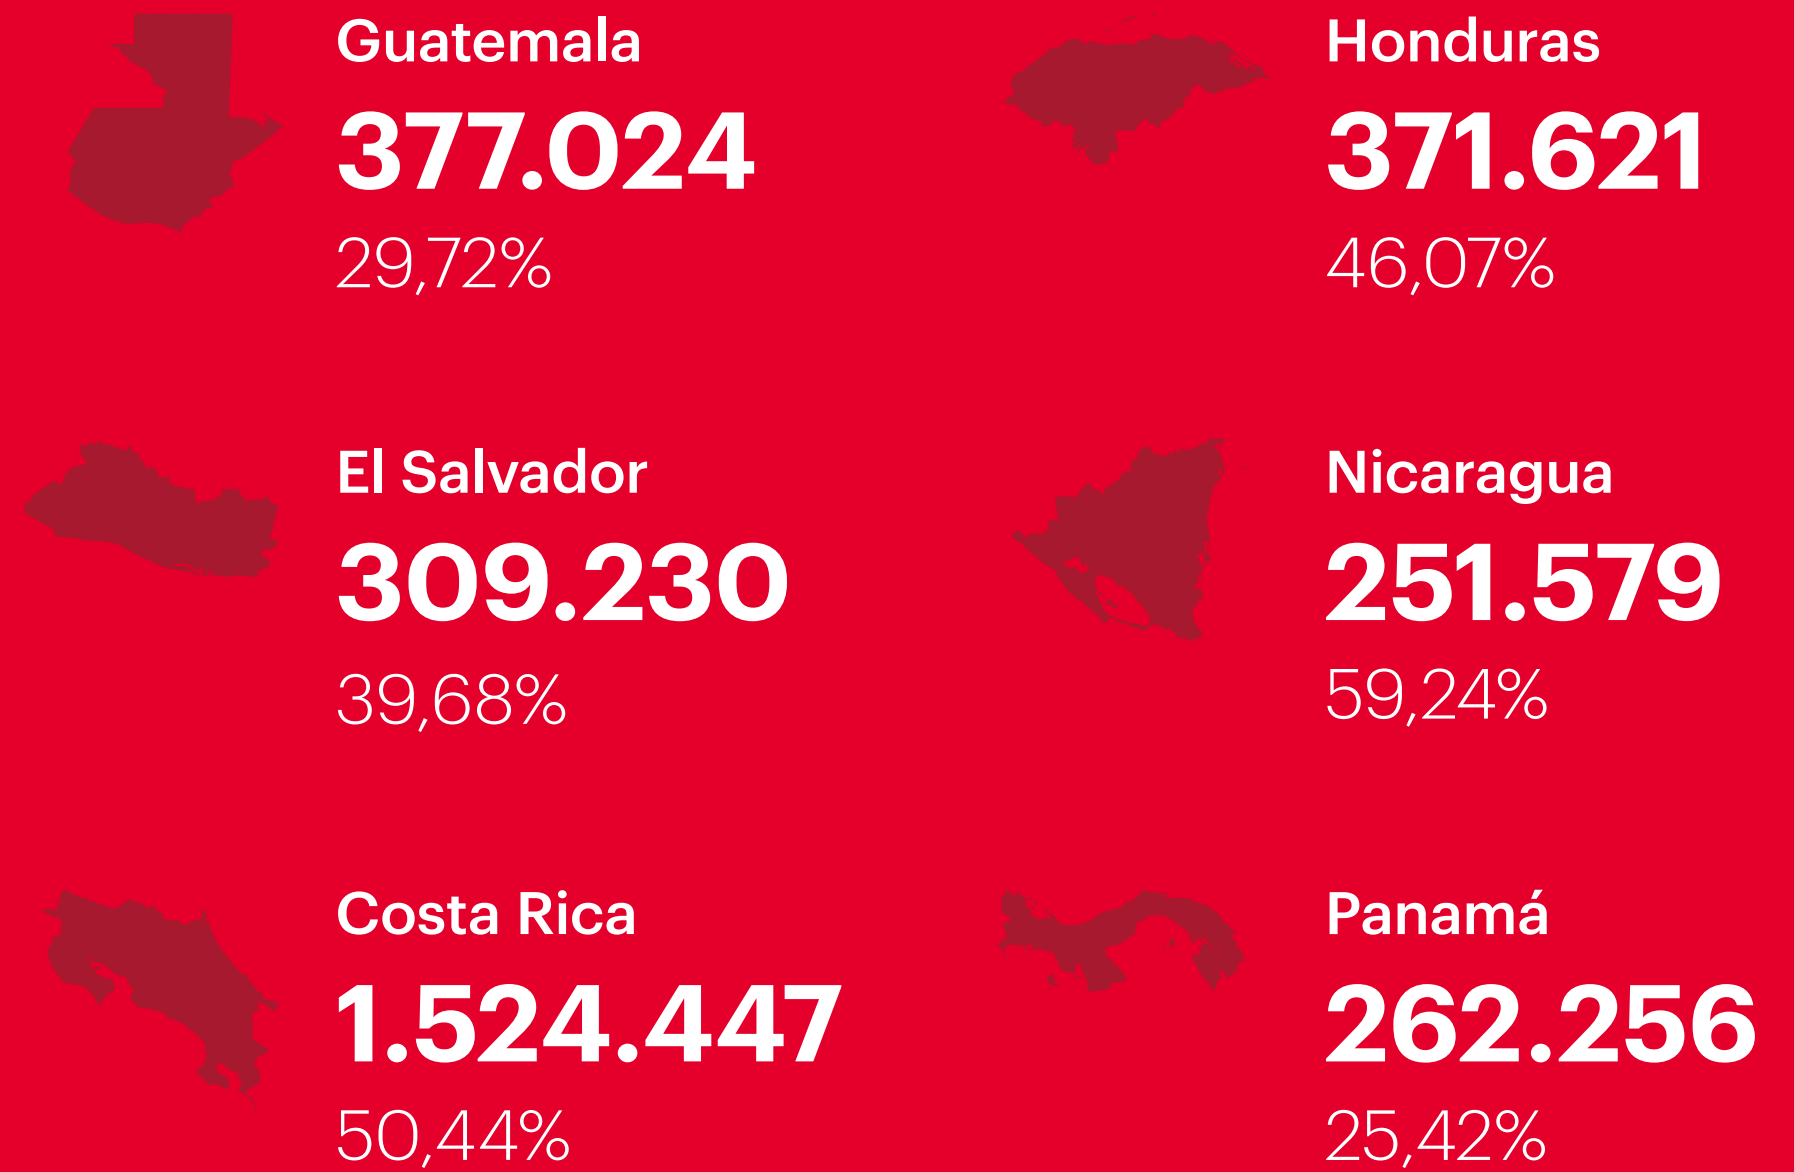 Guatemala
377.024
29,72%
Honduras
371.621
46,07%
El Salvador
309.230
39,68%
Nicaragua
251.579
59,24%
Costa Rica
1.524.447
50,44%
Panamá
262.256
25,42%